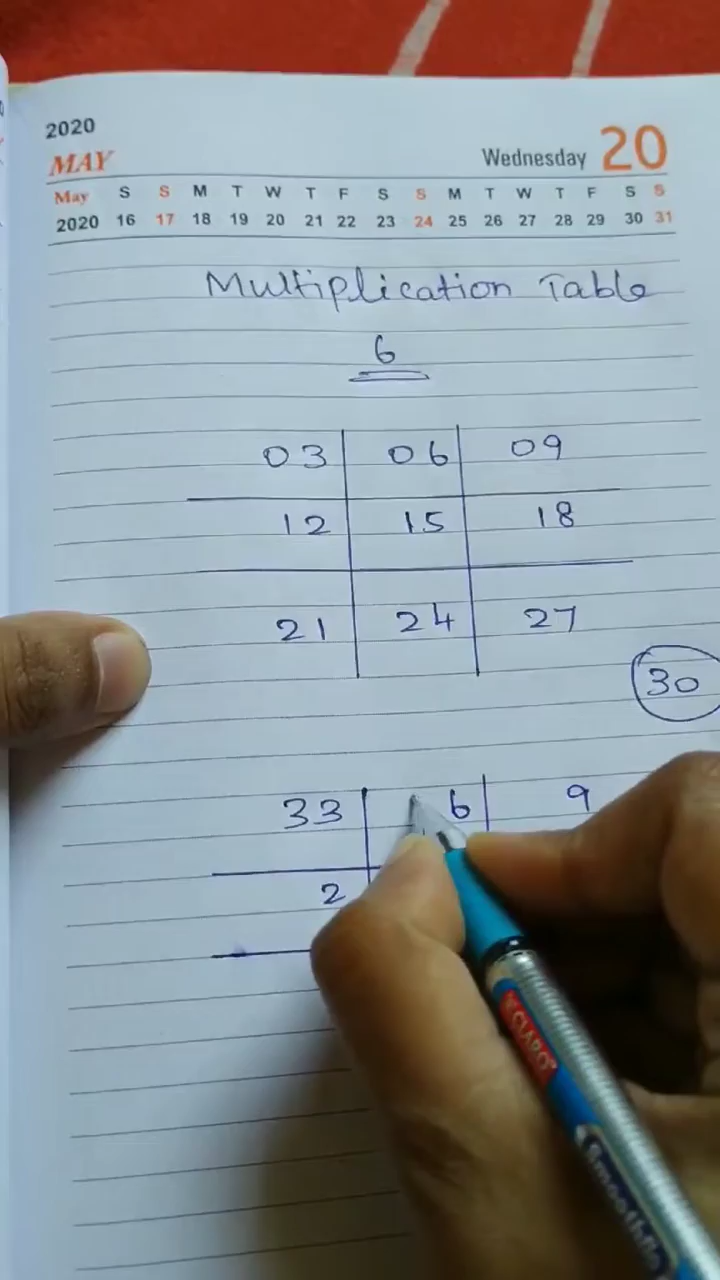 2020
MAY
Wednesday 20
May S S M T W T F S S M T W T F S S
2020 16 17 18 19 20 21 22 23 24 25 26 27 28 29 30 31
Multiplication Table
6
03 06 09
12 15 18
21 24 27
30
33 6 9
2
CLARO